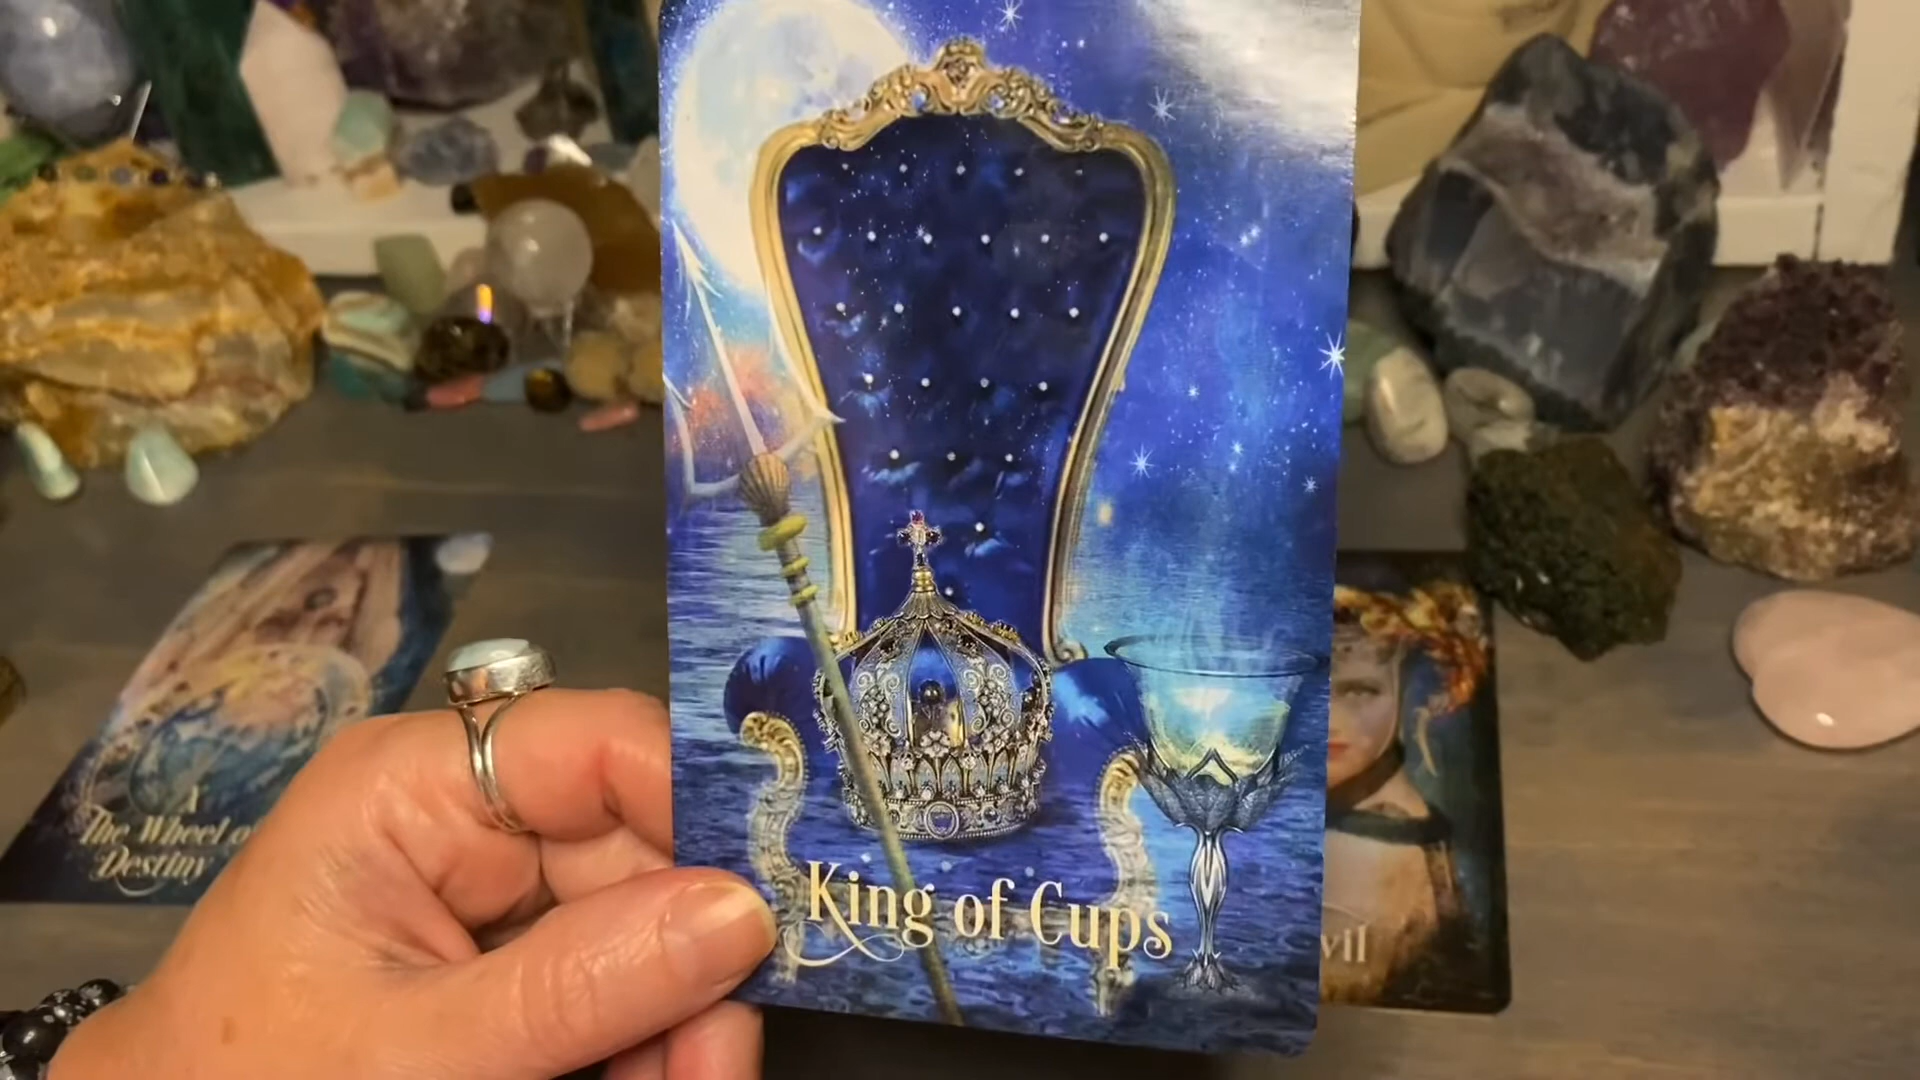 King of Cups
X
The Wheel of
Destiny
vil